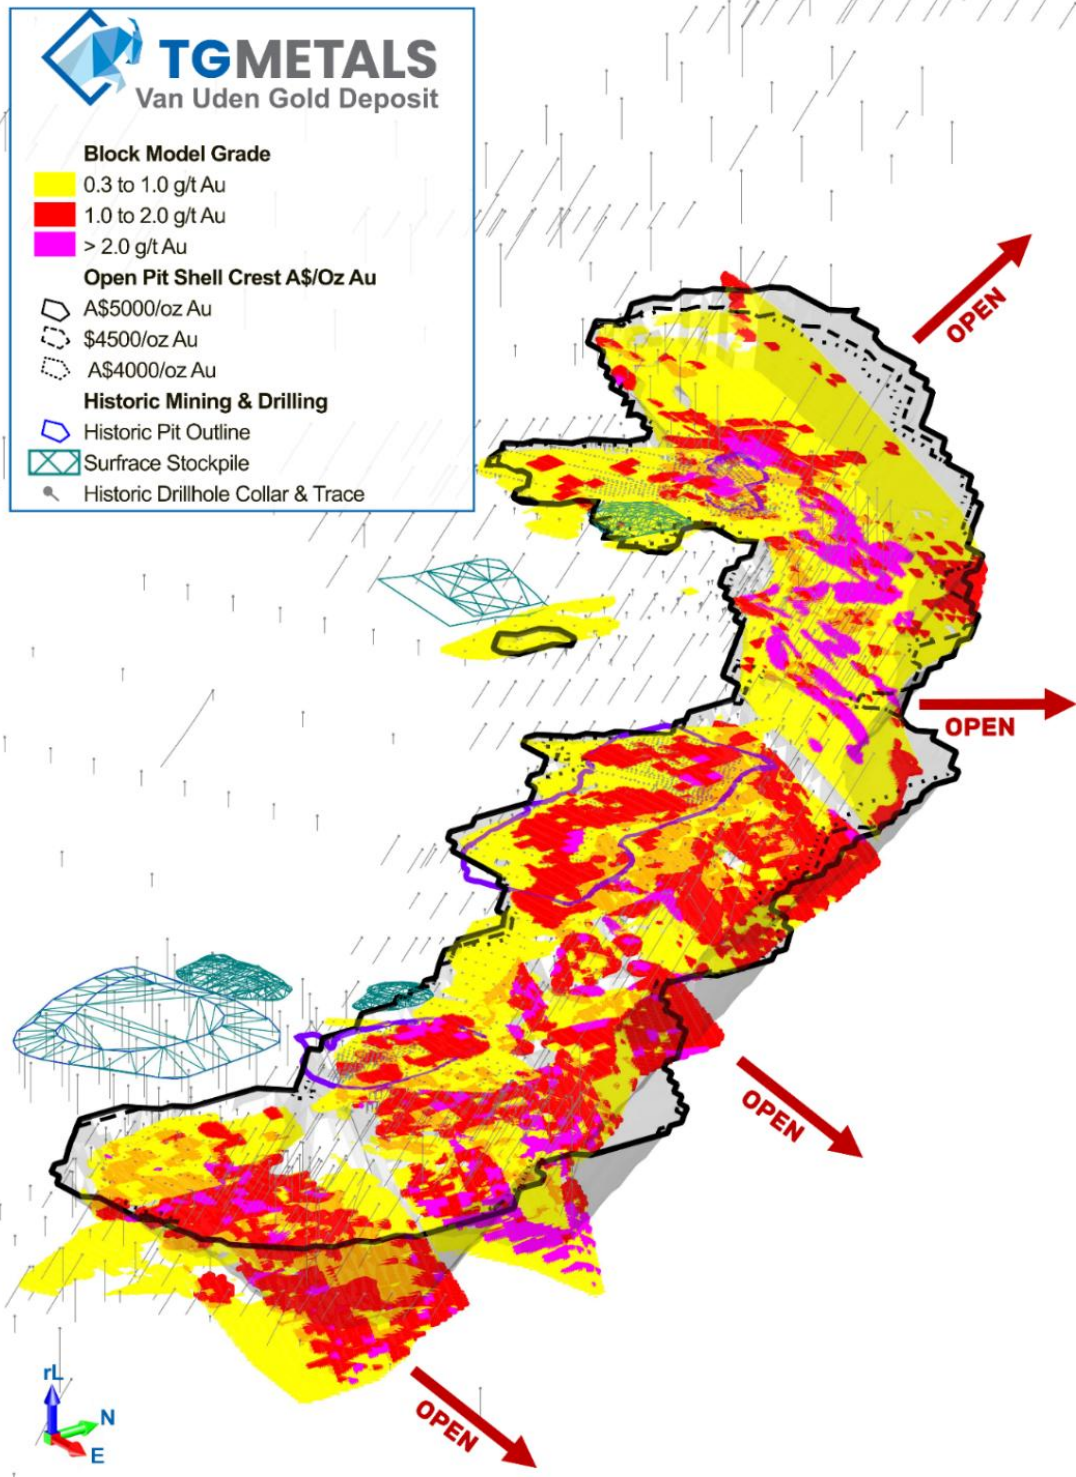 TGMETALS
Van Uden Gold Deposit
Block Model Grade
0.3 to 1.0 g/t Au
1.0 to 2.0 g/t Au
> 2.0 g/t Au
Open Pit Shell Crest A$/Oz Au
A$5000/oz Au
$4500/oz Au
A$4000/oz Au
Historic Mining & Drilling
Historic Pit Outline
Surfrace Stockpile
Historic Drillhole Collar & Trace
OPEN
OPEN
OPEN
OPEN
rL
N
E